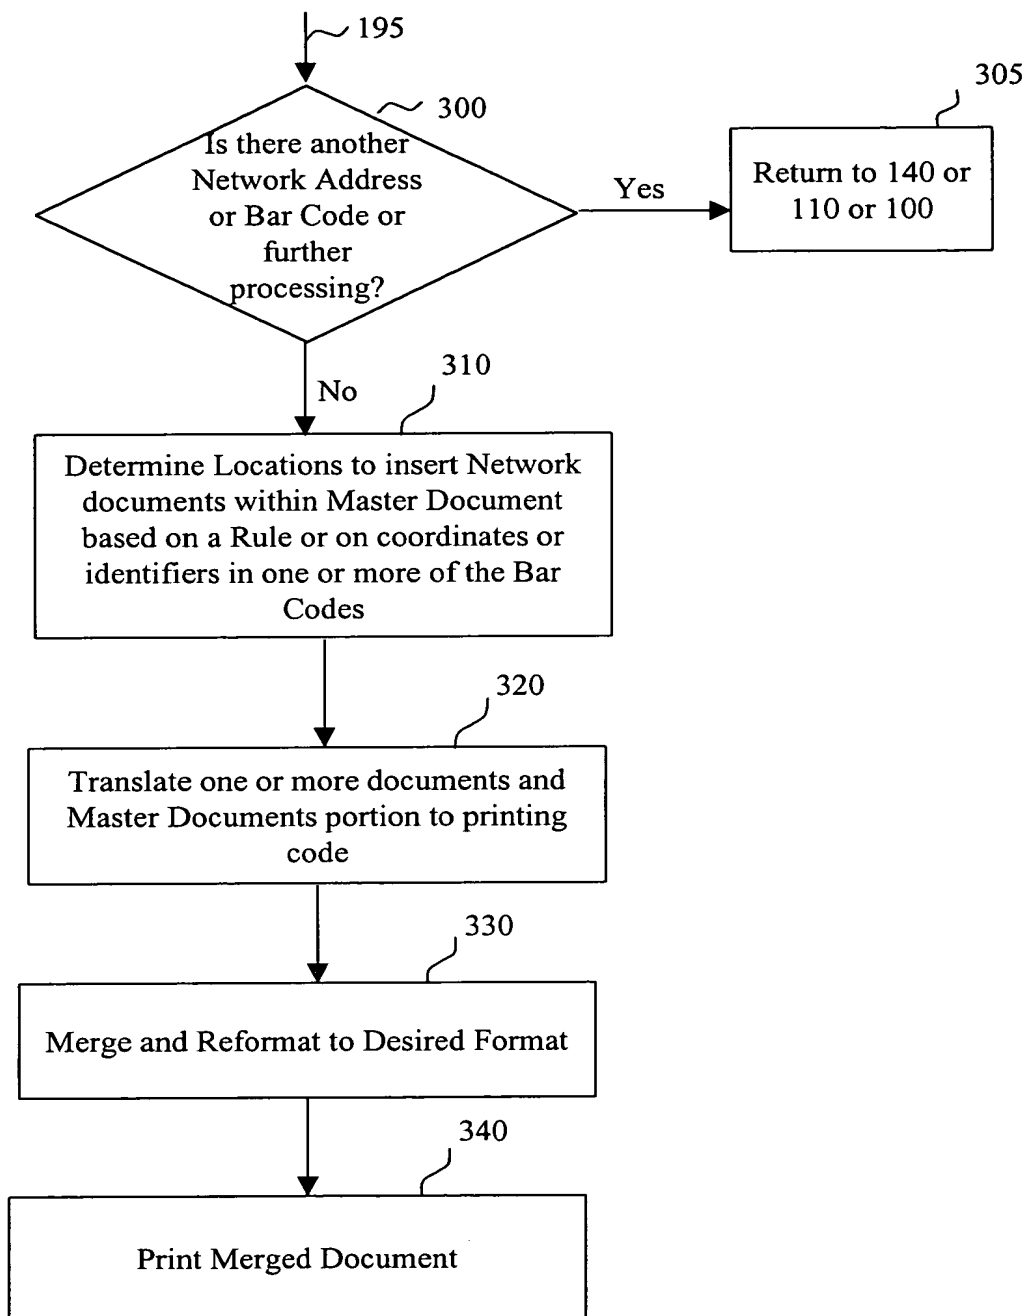 195
300
Is there another
Network Address
or Bar Code or
further
processing?
Yes
305
Return to 140 or
110 or 100
No
310
Determine Locations to insert Network
documents within Master Document
based on a Rule or on coordinates or
identifiers in one or more of the Bar
Codes
320
Translate one or more documents and
Master Documents portion to printing
code
330
Merge and Reformat to Desired Format
340
Print Merged Document